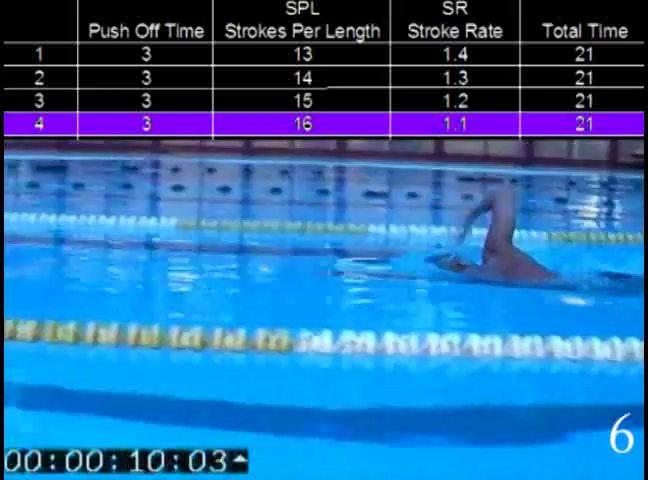 SPL SR
Push Off Time Strokes Per Length Stroke Rate Total Time
1 3 13 1.4 21
2 3 14 1.3 21
3 3 15 1.2 21
4 3 16 1.1 21
6
00:00:10:03